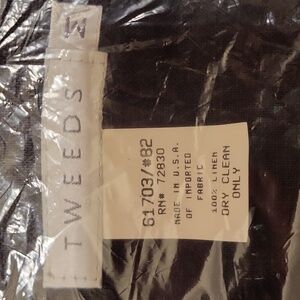 TWEEDS
M
61703/#82
RN# 72830
MADE IN U.S.A.
OF IMPORTED
FABRIC
100% LINEN
DRY CLEAN
ONLY